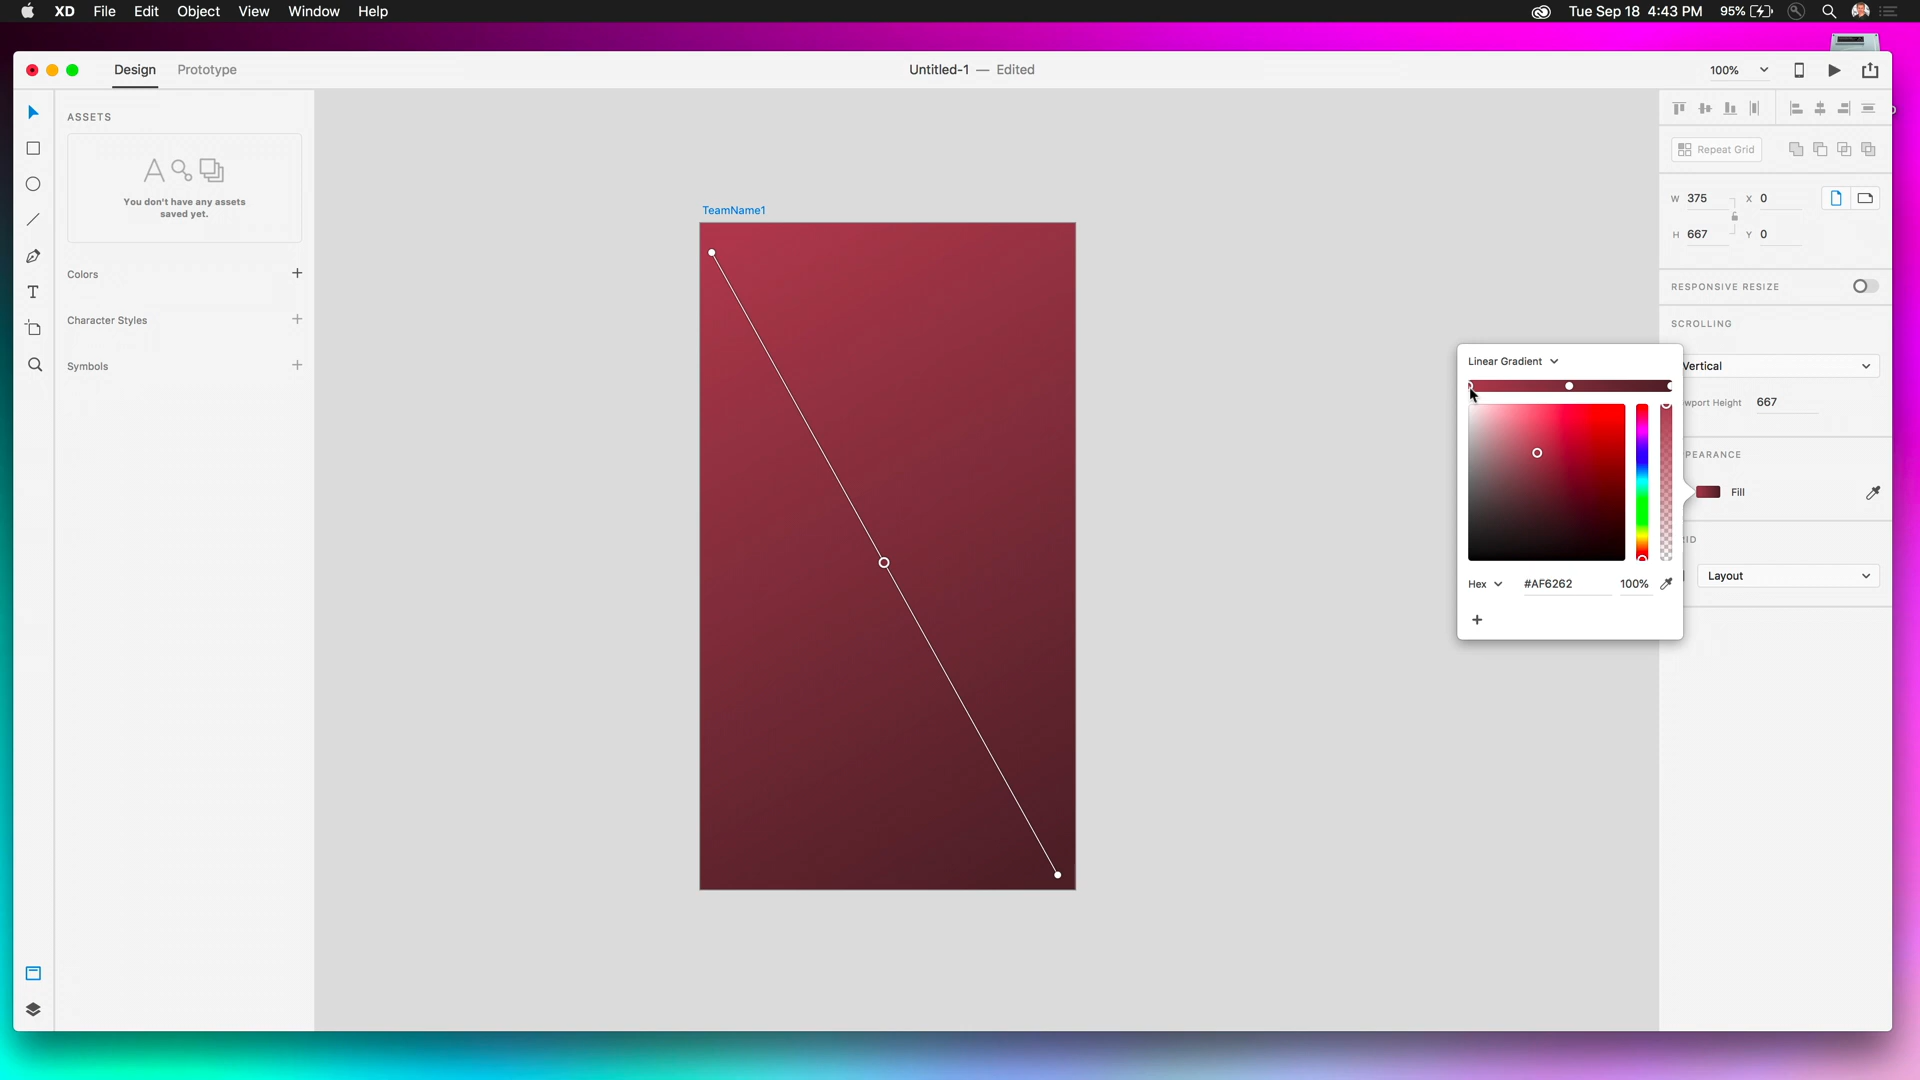 XD File Edit Object View Window Help
Tue Sep 18 4:43 PM 95%
Design Prototype
Untitled-1 — Edited
100%
ASSETS
You don't have any assets
saved yet.
Colors
Character Styles
Symbols
TeamName1
Repeat Grid
W 375 X 0
H 667 Y 0
RESPONSIVE RESIZE
SCROLLING
Vertical
wport Height 667
PEARANCE
Fill
ID
Layout
Linear Gradient
Hex #AF6262 100%